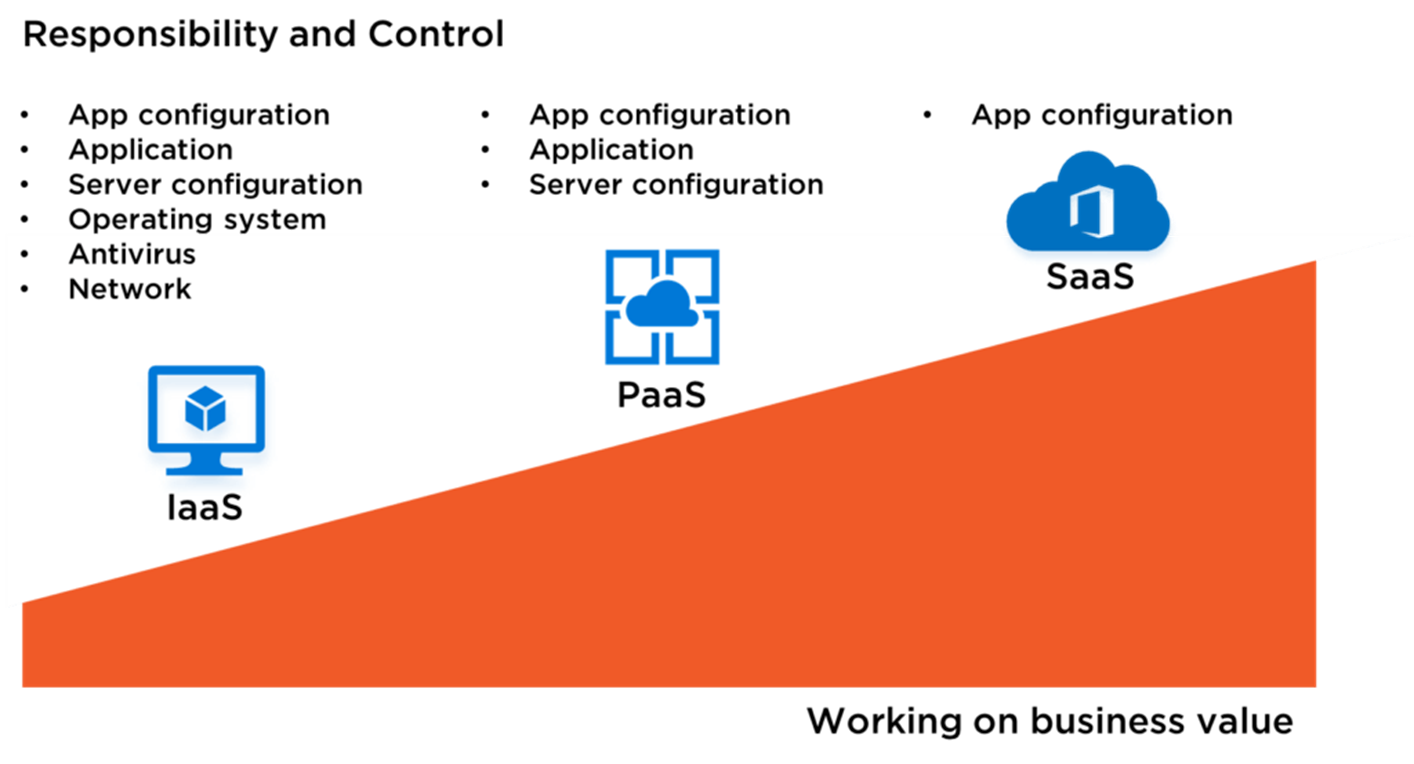 Responsibility and Control
• App configuration
• Application
• Server configuration
• Operating system
• Antivirus
• Network
IaaS
• App configuration
• Application
• Server configuration
PaaS
• App configuration
SaaS
Working on business value